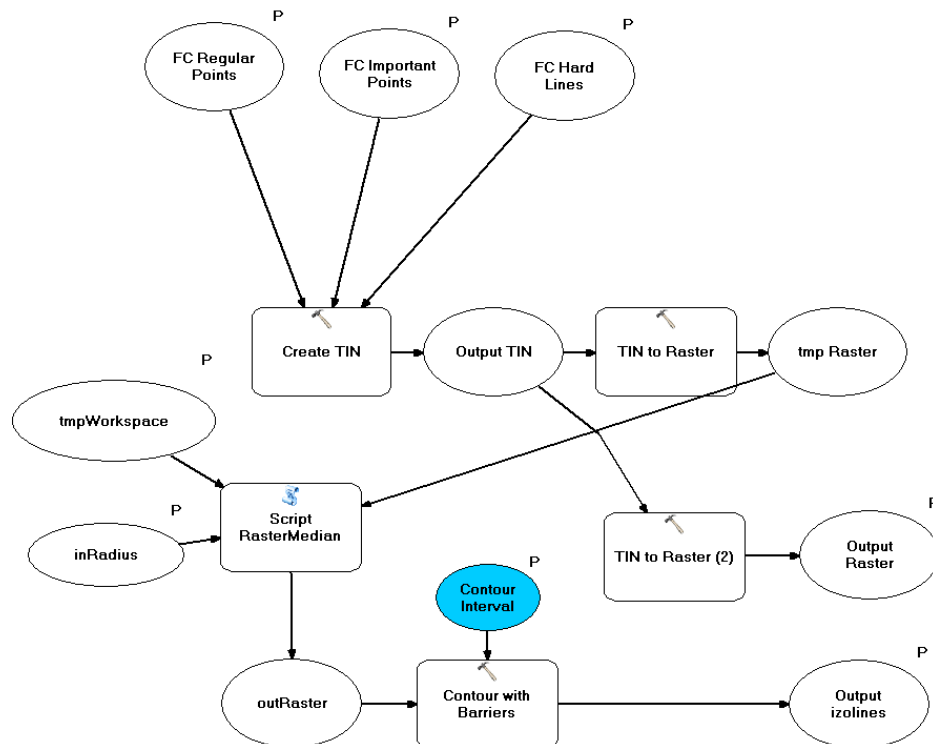 P
P
P
FC Regular
Points
FC Important
Points
FC Hard
Lines
Create TIN
Output TIN
TIN to Raster
tmp Raster
P
tmpWorkspace
P
inRadius
Script
RasterMedian
TIN to Raster (2)
P
Output
Raster
P
Contour
Interval
outRaster
Contour with
Barriers
P
Output
izolines